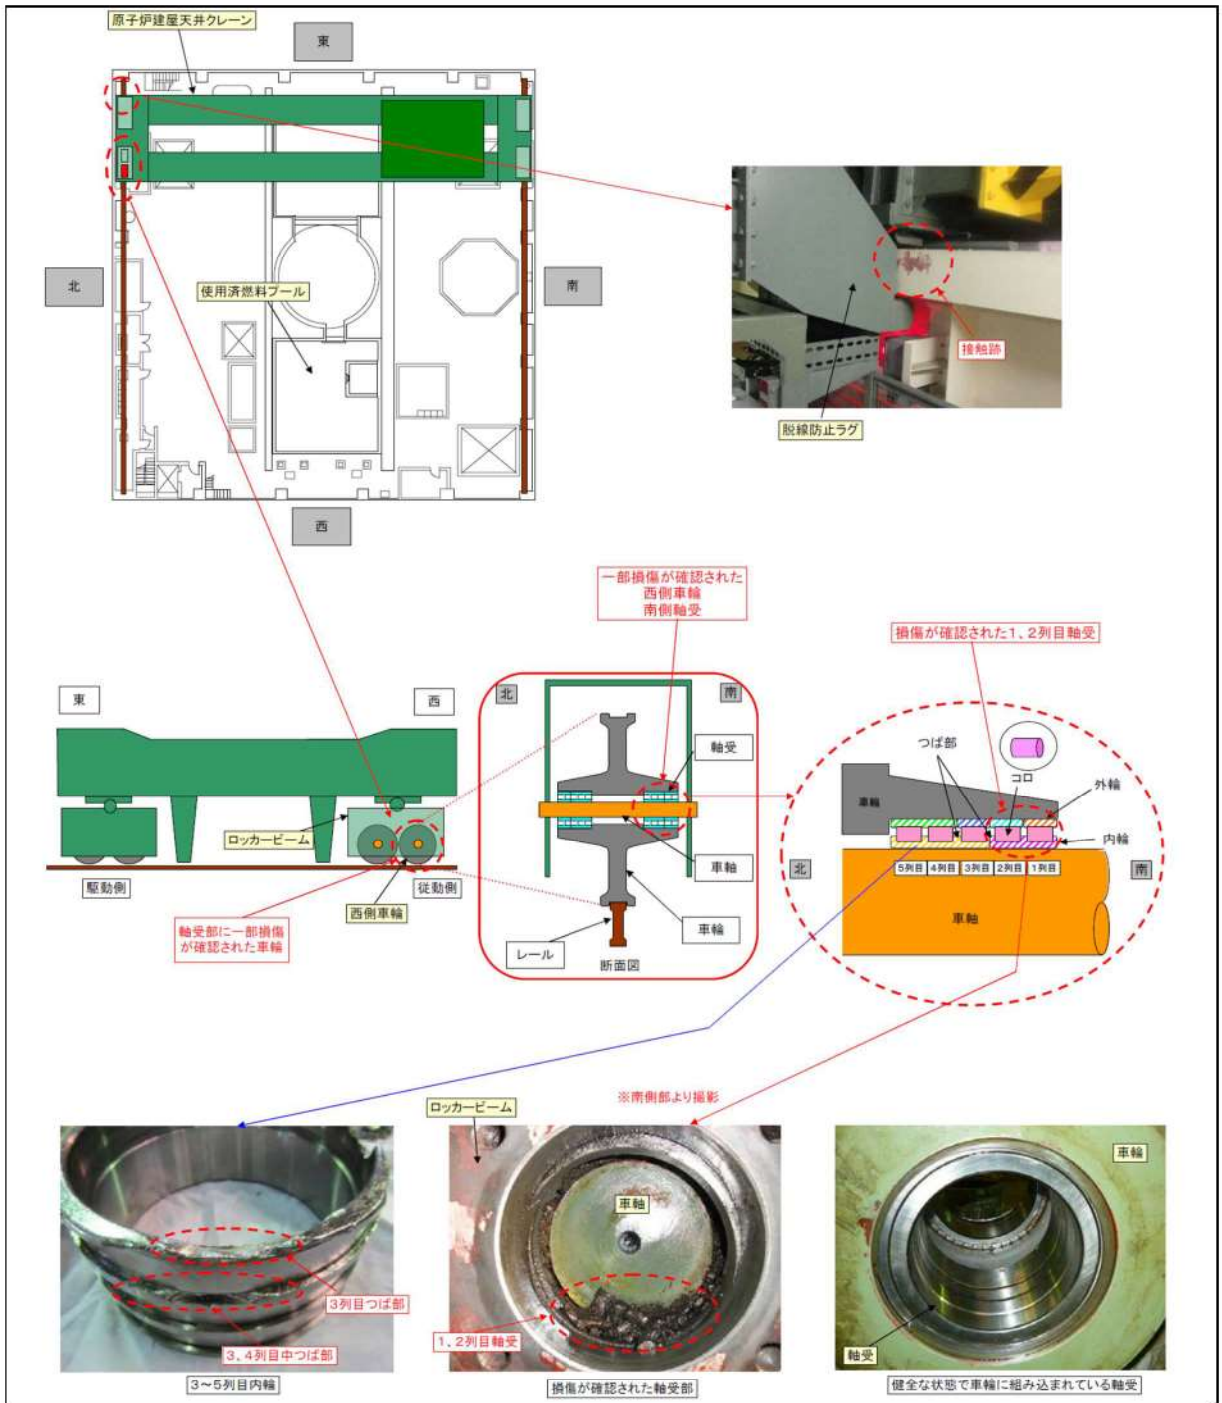 原子炉建屋天井クレーン
東
北
使用済燃料プール
南
接触跡
脱線防止ラグ
西
一部損傷が確認された
西側車輪
南側軸受
損傷が確認された1、2列目軸受
東
西
北
南
軸受
つば部
コロ
外輪
車輪
内輪
ロッカービーム
車軸
北
5列目
4列目
3列目
2列目
1列目
南
駆動側
従動側
西側車輪
軸受部に一部損傷
が確認された車輪
車輪
車軸
レール
断面図
※南側部より撮影
ロッカービーム
車輪
車軸
3列目つば部
1、2列目軸受
3、4列目中つば部
軸受
3～5列目内輪
損傷が確認された軸受部
健全な状態で車輪に組み込まれている軸受